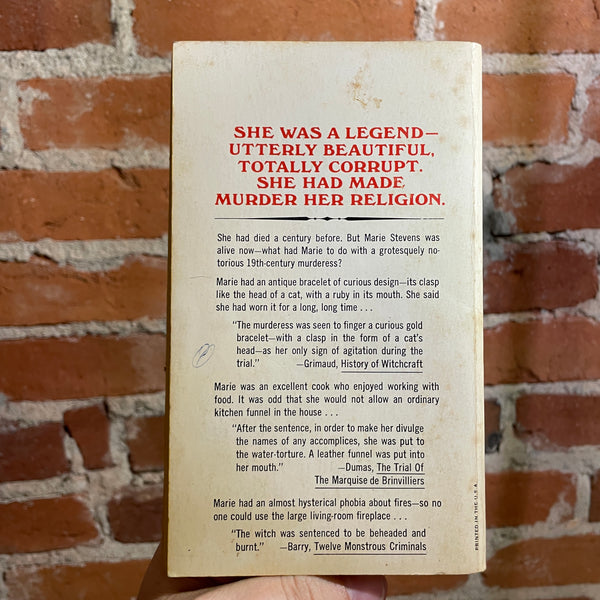 SHE WAS A LEGEND—
UTTERLY BEAUTIFUL,
TOTALLY CORRUPT.
SHE HAD MADE
MURDER HER RELIGION.
She had died a century before. But Marie Stevens was
alive now—what had Marie to do with a grotesquely no-
torious 19th-century murderess?
Marie had an antique bracelet of curious design—its clasp
like the head of a cat, with a ruby in its mouth. She said
she had worn it for a long, long time . . .
"The murderess was seen to finger a curious gold
bracelet—with a clasp in the form of a cat's
head—as her only sign of agitation during the
trial." —Grimaud, History of Witchcraft
Marie was an excellent cook who enjoyed working with
food. It was odd that she would not allow an ordinary
kitchen funnel in the house . . .
"After the sentence, in order to make her divulge
the names of any accomplices, she was put to
the water-torture. A leather funnel was put into
her mouth." —Dumas, The Trial Of
The Marquise de Brinvilliers
Marie had an almost hysterical phobia about fires—so no
one could use the large living-room fireplace . . .
"The witch was sentenced to be beheaded and
burnt." —Barry, Twelve Monstrous Criminals
PRINTED IN THE U.S.A.